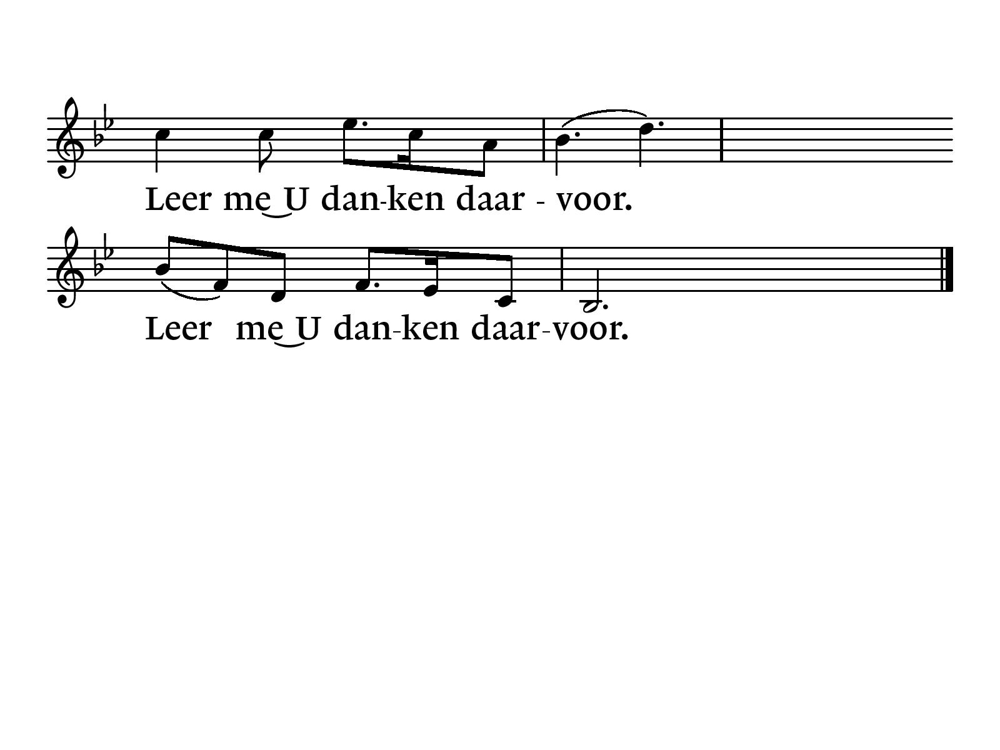 Leer me‿U dan-ken daar - voor.
Leer me‿U dan-ken daar-voor.